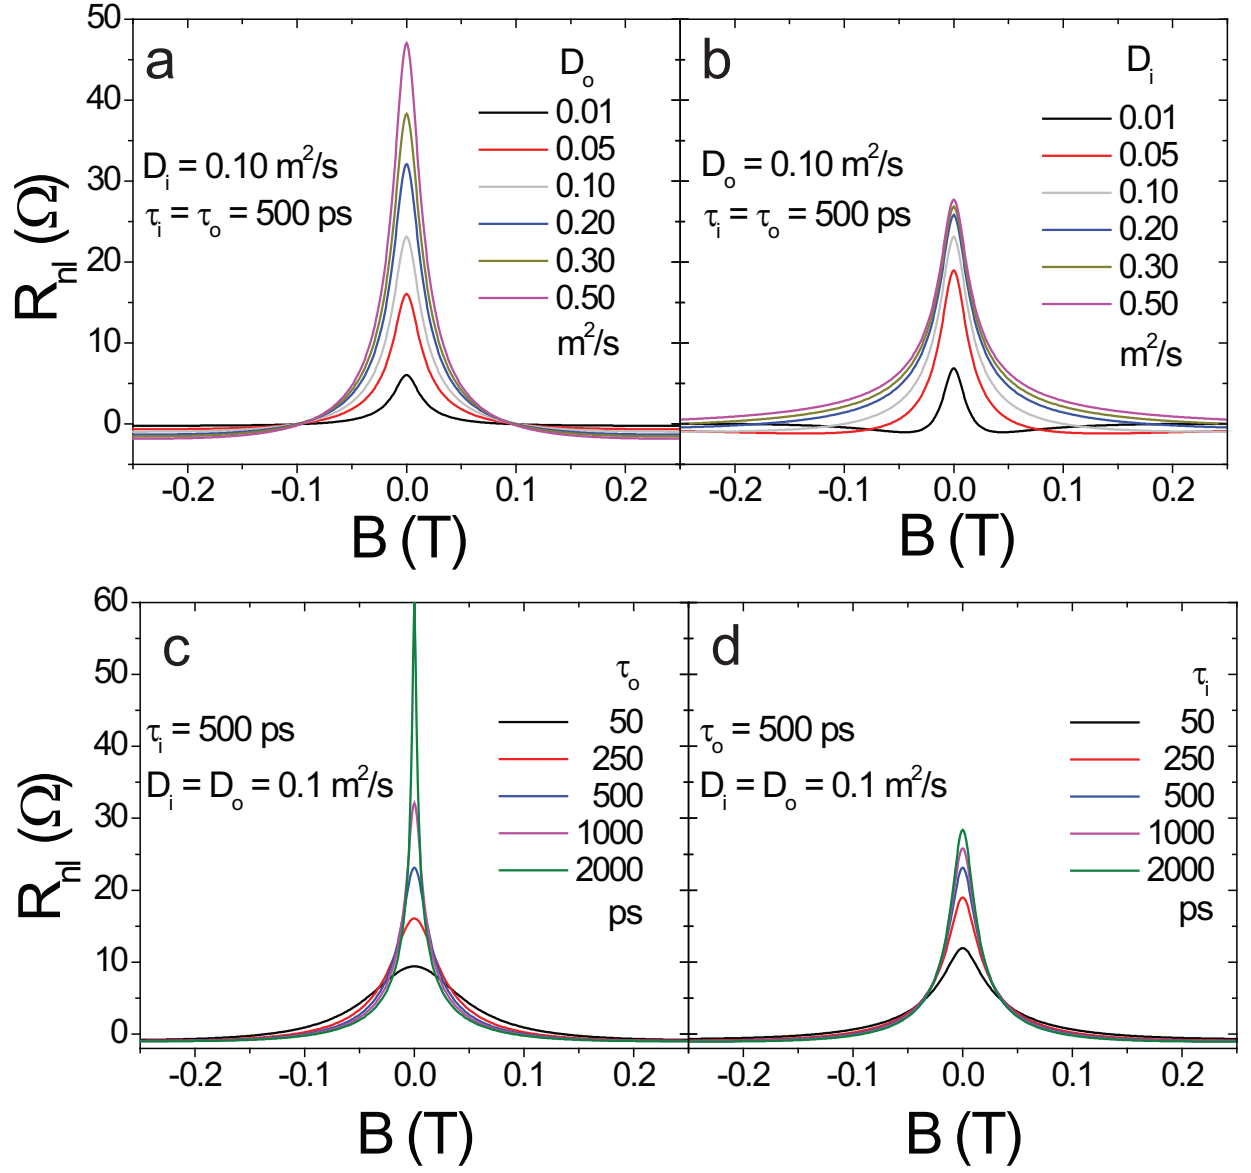 a
D_o
0.01
0.05
0.10
0.20
0.30
0.50
m²/s
D_i = 0.10 m²/s
τ_i = τ_o = 500 ps
50
40
30
20
10
0
R_nl (Ω)
-0.2 -0.1 0.0 0.1 0.2
B (T)
b
D_i
0.01
0.05
0.10
0.20
0.30
0.50
m²/s
D_o = 0.10 m²/s
τ_i = τ_o = 500 ps
-0.2 -0.1 0.0 0.1 0.2
B (T)
c
τ_o
50
250
500
1000
2000
ps
τ_i = 500 ps
D_i = D_o = 0.1 m²/s
60
50
40
30
20
10
0
R_nl (Ω)
-0.2 -0.1 0.0 0.1 0.2
B (T)
d
τ_i
50
250
500
1000
2000
ps
τ_o = 500 ps
D_i = D_o = 0.1 m²/s
-0.2 -0.1 0.0 0.1 0.2
B (T)